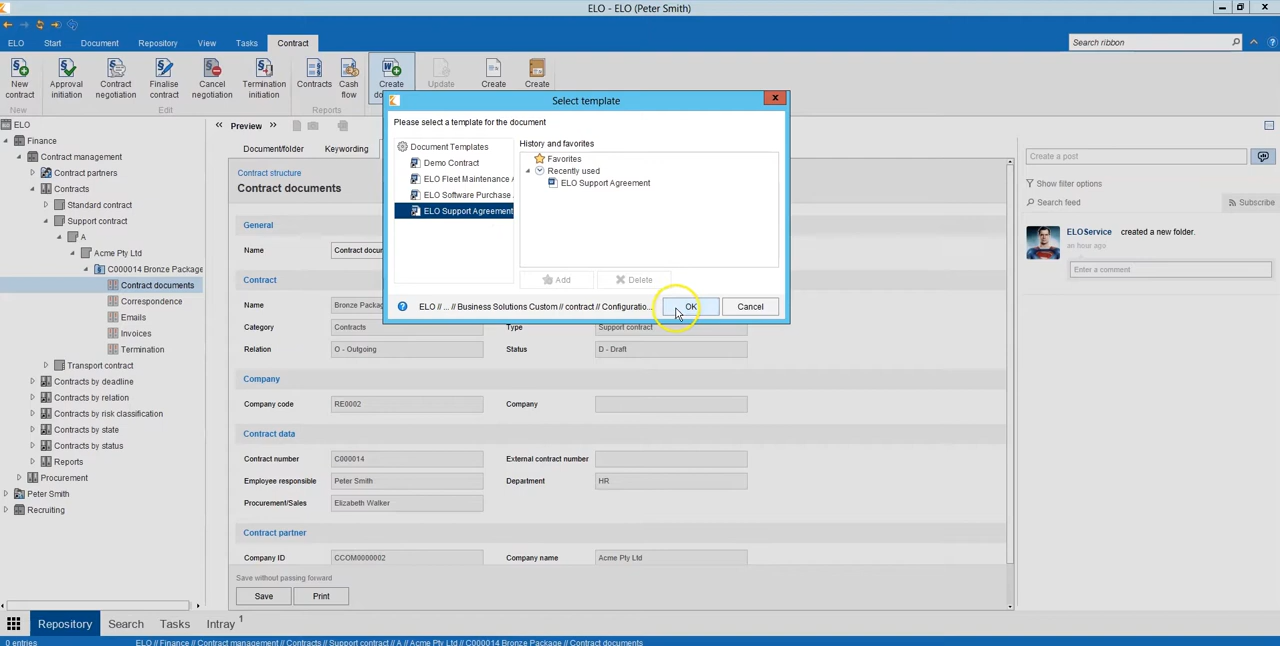 ELO - ELO (Peter Smith)
ELO Start Document Repository View Tasks Contract
Search ribbon
New contract
Approval initiation
Contract negotiation
Finalise contract
Cancel negotiation
Termination initiation
Contracts
Cash flow
Create
Update
Create
Create
New Edit Reports
Select template
Please select a template for the document
Document Templates
Demo Contract
ELO Fleet Maintenance
ELO Software Purchase
ELO Support Agreement
History and favorites
Favorites
Recently used
ELO Support Agreement
Add Delete
ELO // ... // Business Solutions Custom // contract // Configuratio...
OK Cancel
ELO
Finance
Contract management
Contract partners
Contracts
Standard contract
Support contract
A
Acme Pty Ltd
C000014 Bronze Package
Contract documents
Correspondence
Emails
Invoices
Termination
Transport contract
Contracts by deadline
Contracts by relation
Contracts by risk classification
Contracts by state
Contracts by status
Reports
Procurement
Peter Smith
Recruiting
« Preview »
Document/folder Keywording
Contract structure
Contract documents
General
Name Contract docu
Contract
Name Bronze Packag
Category Contracts Type Support contract
Relation O - Outgoing Status D - Draft
Company
Company code RE0002 Company
Contract data
Contract number C000014 External contract number
Employee responsible Peter Smith Department HR
Procurement/Sales Elizabeth Walker
Contract partner
Company ID CCOM0000002 Company name Acme Pty Ltd
Save without passing forward
Save Print
Create a post
Show filter options
Search feed Subscribe
ELOService created a new folder.
an hour ago
Enter a comment
Repository Search Tasks Intray 1
0 entries ELO // Finance // Contract management // Contracts // Support contract // A // Acme Pty Ltd // C000014 Bronze Package // Contract documents